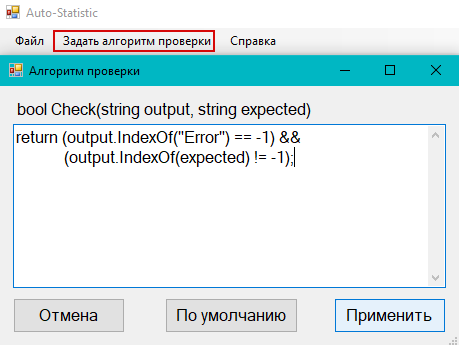 Auto-Statistic
Файл Задать алгоритм проверки Справка
Алгоритм проверки
bool Check(string output, string expected)
return (output.IndexOf("Error") == -1) &&
(output.IndexOf(expected) != -1);
Отмена По умолчанию Применить